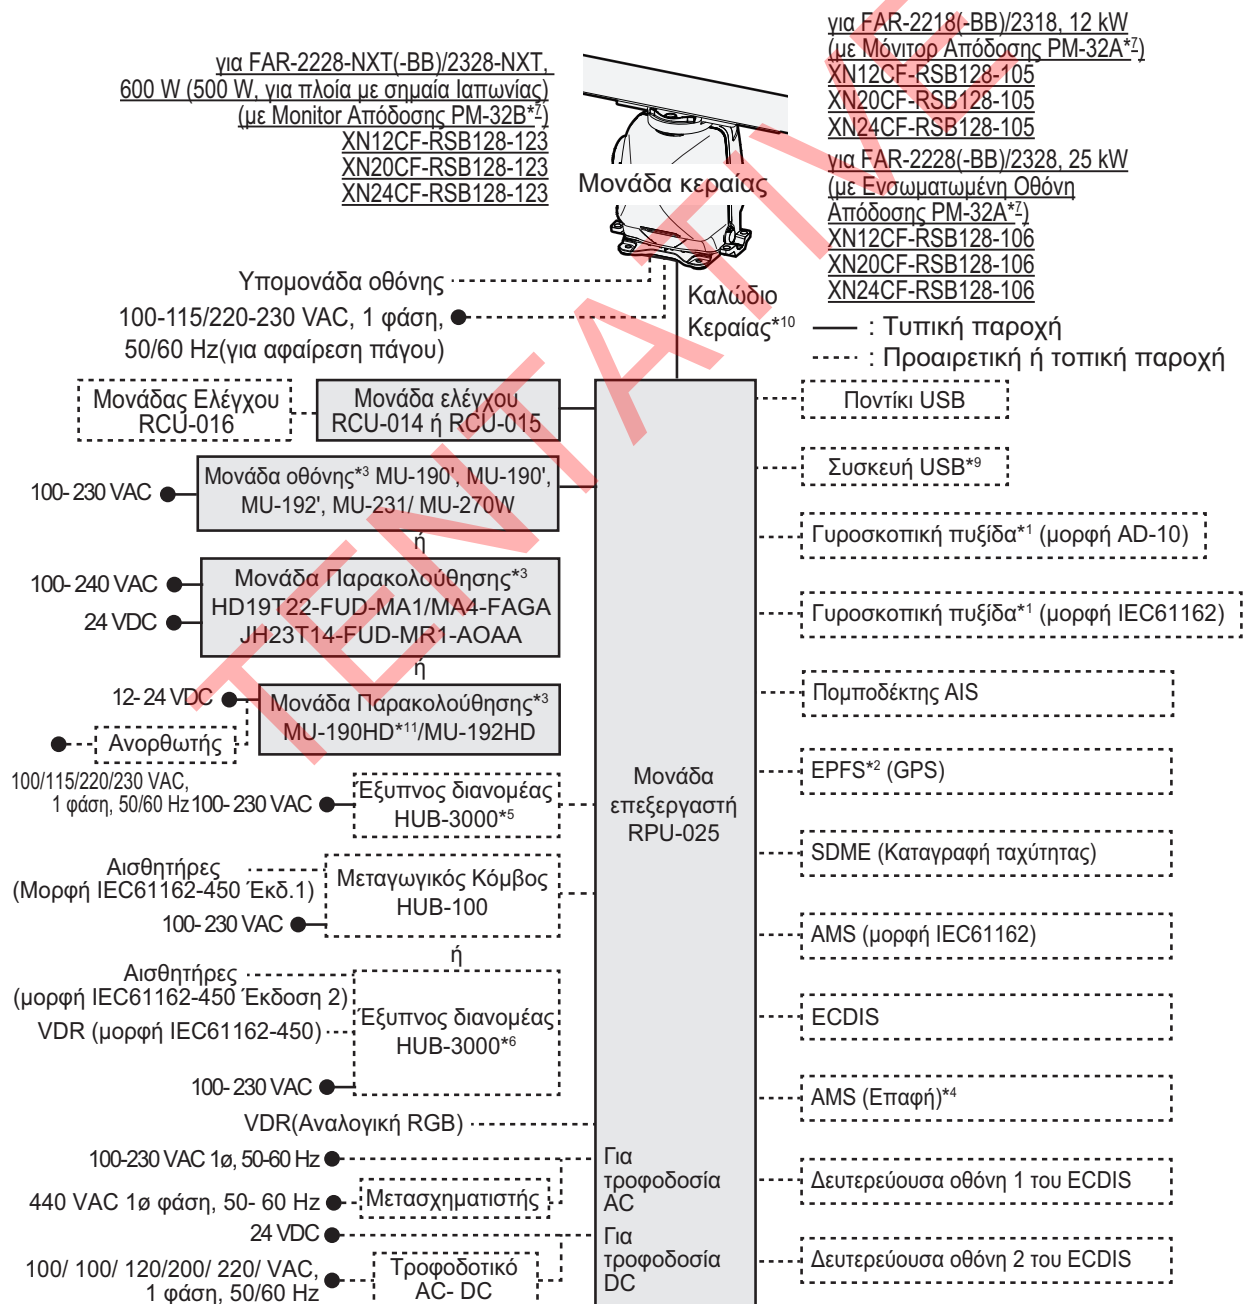 για FAR-2228-NXT(-BB)/2328-NXT,
600 W (500 W, για πλοία με σημαία Ιαπωνίας)
(με Monitor Απόδοσης PM-32B*7)
XN12CF-RSB128-123
XN20CF-RSB128-123
XN24CF-RSB128-123
Μονάδα κεραίας
για FAR-2218(-BB)/2318, 12 kW
(με Μόνιτορ Απόδοσης PM-32A*7)
XN12CF-RSB128-105
XN20CF-RSB128-105
XN24CF-RSB128-105
για FAR-2228(-BB)/2328, 25 kW
(με Ενσωματωμένη Οθόνη
Απόδοσης PM-32A*7)
XN12CF-RSB128-106
XN20CF-RSB128-106
XN24CF-RSB128-106
Υπομονάδα οθόνης
100-115/220-230 VAC, 1 φάση,
50/60 Hz(για αφαίρεση πάγου)
Καλώδιο
Κεραίας*10
: Τυπική παροχή
: Προαιρετική ή τοπική παροχή
Μονάδας Ελέγχου
RCU-016
Μονάδα ελέγχου
RCU-014 ή RCU-015
100- 230 VAC
Μονάδα οθόνης*3 MU-190', MU-190',
MU-192', MU-231/ MU-270W
ή
100- 240 VAC
24 VDC
Μονάδα Παρακολούθησης*3
HD19T22-FUD-MA1/MA4-FAGA
JH23T14-FUD-MR1-AOAA
ή
12- 24 VDC
Ανορθωτής
100/115/220/230 VAC,
1 φάση, 50/60 Hz
Μονάδα Παρακολούθησης*3
MU-190HD*11/MU-192HD
100- 230 VAC
Έξυπνος διανομέας
HUB-3000*5
Αισθητήρες
(Μορφή IEC61162-450 Έκδ.1)
100- 230 VAC
Μεταγωγικός Κόμβος
HUB-100
ή
Αισθητήρες
(μορφή IEC61162-450 Έκδοση 2)
VDR (μορφή IEC61162-450)
100- 230 VAC
Έξυπνος διανομέας
HUB-3000*6
VDR(Αναλογική RGB)
100-230 VAC 1ø, 50-60 Hz
440 VAC 1ø φάση, 50- 60 Hz
Μετασχηματιστής
24 VDC
100/ 100/ 120/200/ 220/ VAC,
1 φάση, 50/60 Hz
Τροφοδοτικό
AC- DC
Μονάδα
επεξεργαστή
RPU-025
Για
τροφοδοσία
AC
Για
τροφοδοσία
DC
Ποντίκι USB
Συσκευή USB*9
Γυροσκοπική πυξίδα*1 (μορφή AD-10)
Γυροσκοπική πυξίδα*1 (μορφή IEC61162)
Πομποδέκτης AIS
EPFS*2 (GPS)
SDME (Καταγραφή ταχύτητας)
AMS (μορφή IEC61162)
ECDIS
AMS (Επαφή)*4
Δευτερεύουσα οθόνη 1 του ECDIS
Δευτερεύουσα οθόνη 2 του ECDIS
TENTATIVE